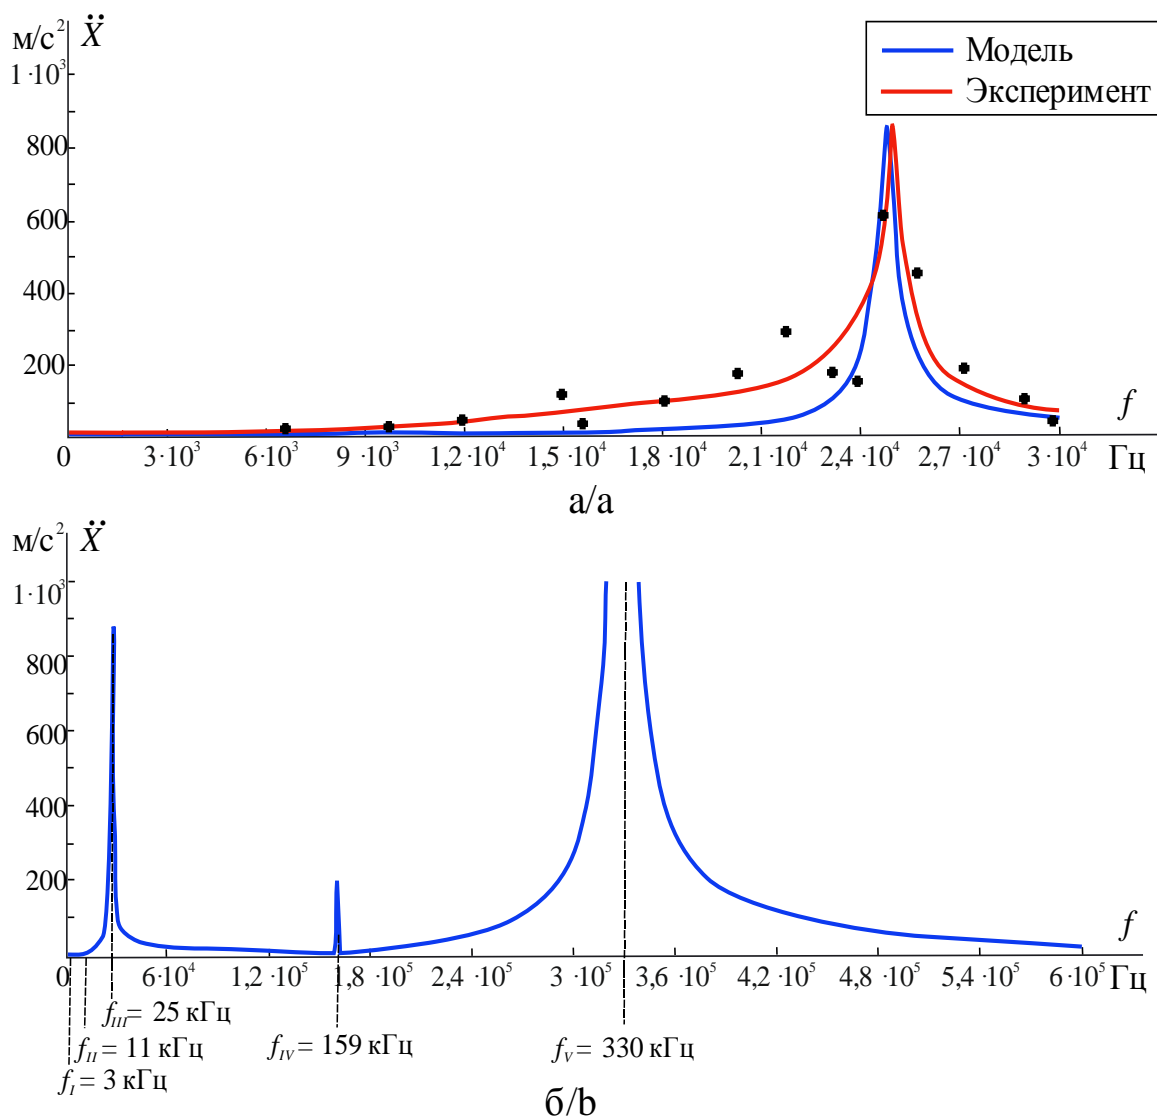 м/с² Ẍ
1·10³
800
600
400
200
Модель
Эксперимент
f
0 3·10³ 6·10³ 9·10³ 1,2·10⁴ 1,5·10⁴ 1,8·10⁴ 2,1·10⁴ 2,4·10⁴ 2,7·10⁴ 3·10⁴ Гц
а/a
м/с² Ẍ
1·10³
800
600
400
200
f
0 6·10⁴ 1,2·10⁵ 1,8·10⁵ 2,4·10⁵ 3·10⁵ 3,6·10⁵ 4,2·10⁵ 4,8·10⁵ 5,4·10⁵ 6·10⁵ Гц
f_III = 25 кГц
f_II = 11 кГц f_IV = 159 кГц f_V = 330 кГц
f_I = 3 кГц
б/b